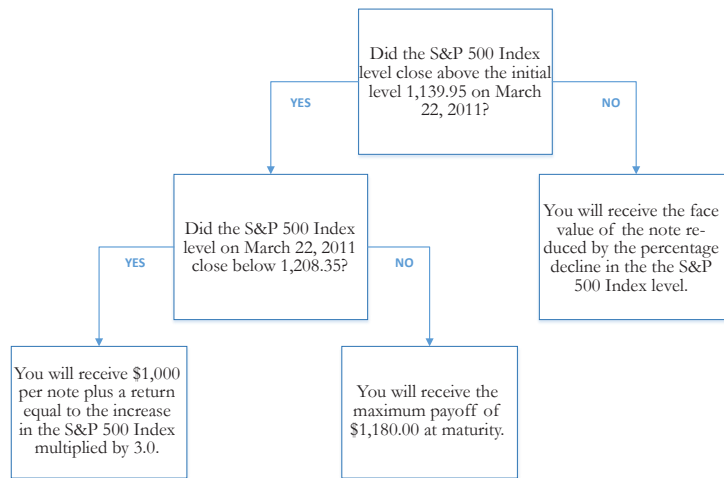 Did the S&P 500 Index
level close above the initial
level 1,139.95 on March
22, 2011?
YES
NO
Did the S&P 500 Index
level on March 22, 2011
close below 1,208.35?
You will receive the face
value of the note re-
duced by the percentage
decline in the the S&P
500 Index level.
YES
NO
You will receive $1,000
per note plus a return
equal to the increase
in the S&P 500 Index
multiplied by 3.0.
You will receive the
maximum payoff of
$1,180.00 at maturity.